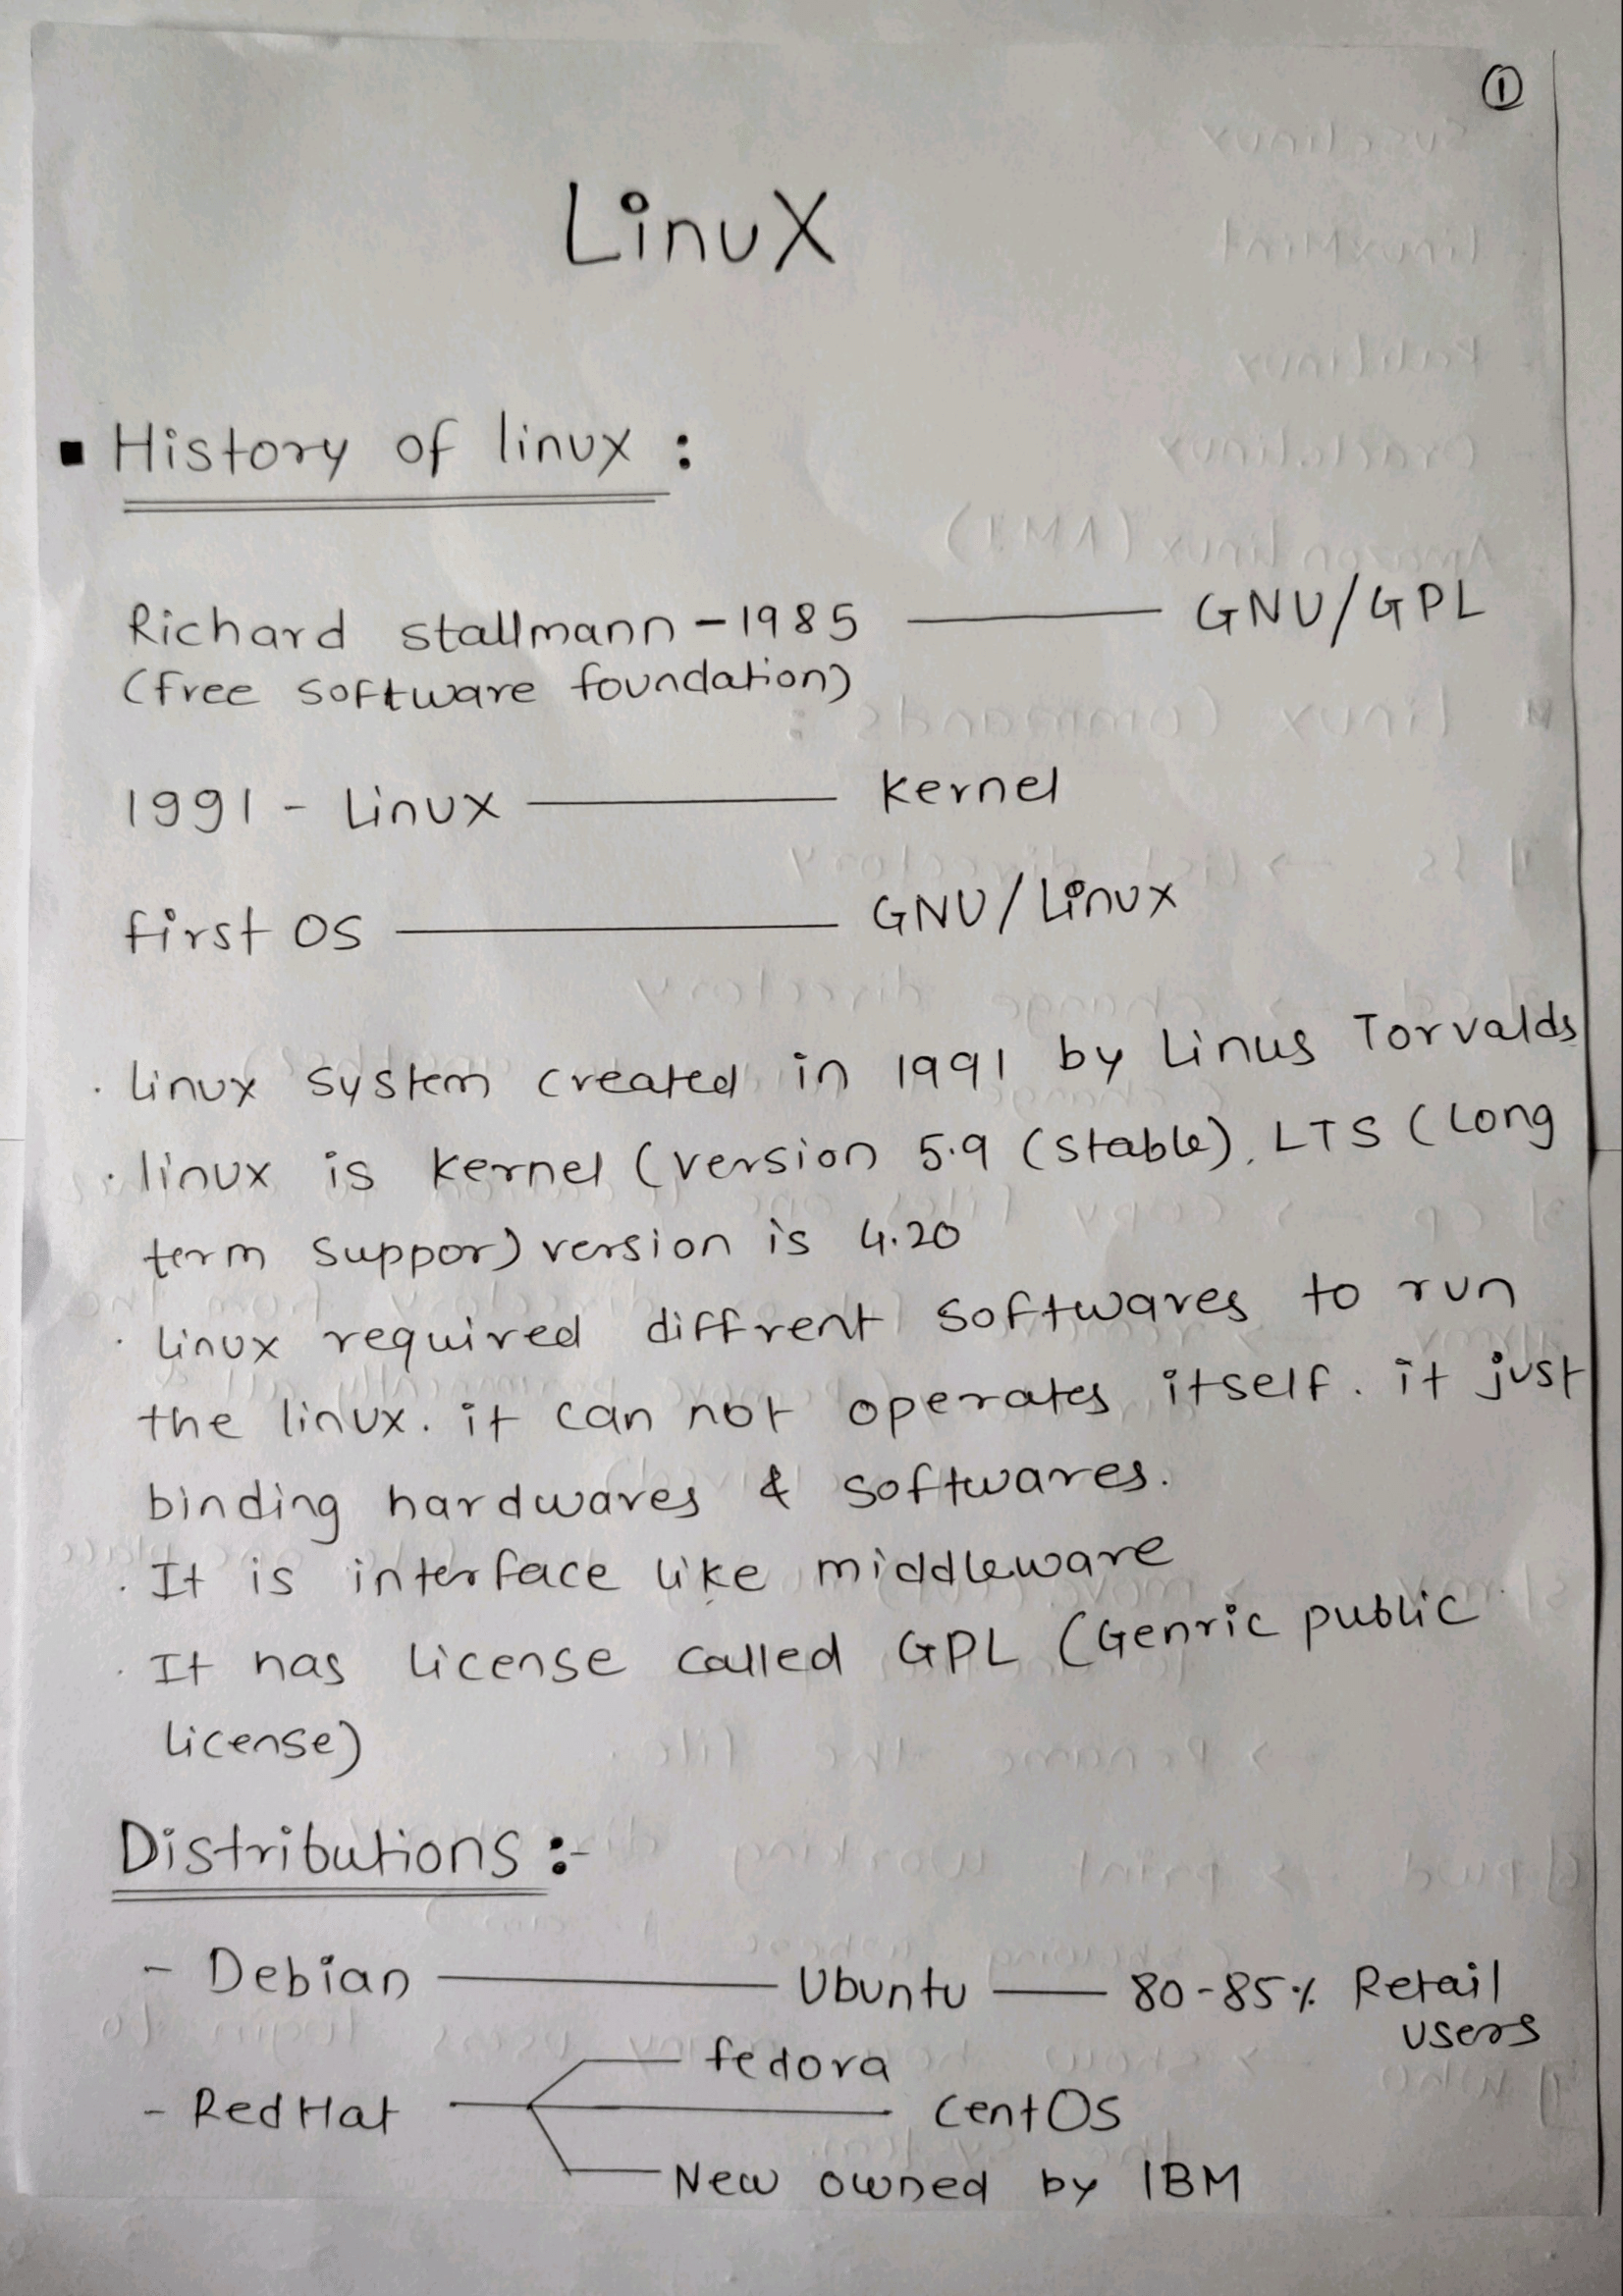 ①
Linux
▪ History of linux :
Richard stallmann - 1985 —— GNU/GPL
(free software foundation)
1991 - Linux —— Kernel
first OS —— GNU/Linux
. linux system created in 1991 by Linus Torvalds
. linux is kernel (version 5.9 (stable), LTS (Long
term suppor) version is 4.20
. linux required diffrent softwares to run
the linux. it can not operates itself. it just
binding hardwares & softwares.
. It is interface like middleware
. It has license called GPL (Genric public
license)
Distributions :-
- Debian —— Ubuntu —— 80-85% Retail
users
fedora
- RedHat —— CentOS
New owned by IBM